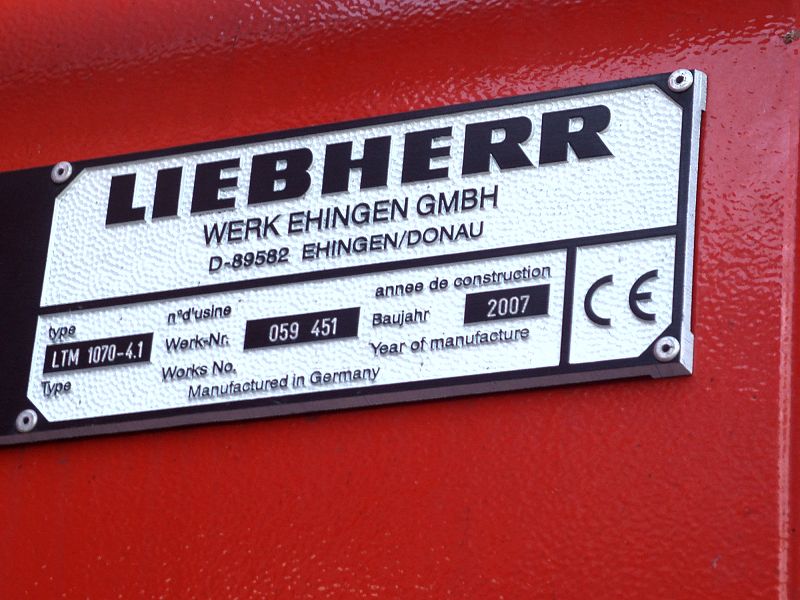 LIEBHERR
WERK EHINGEN GMBH
D-89582 EHINGEN/DONAU
type
LTM 1070-4.1
Type
n°d'usine
Werk-Nr.
Works No.
059 451
annee de construction
Baujahr
2007
Year of manufacture
Manufactured in Germany
CE